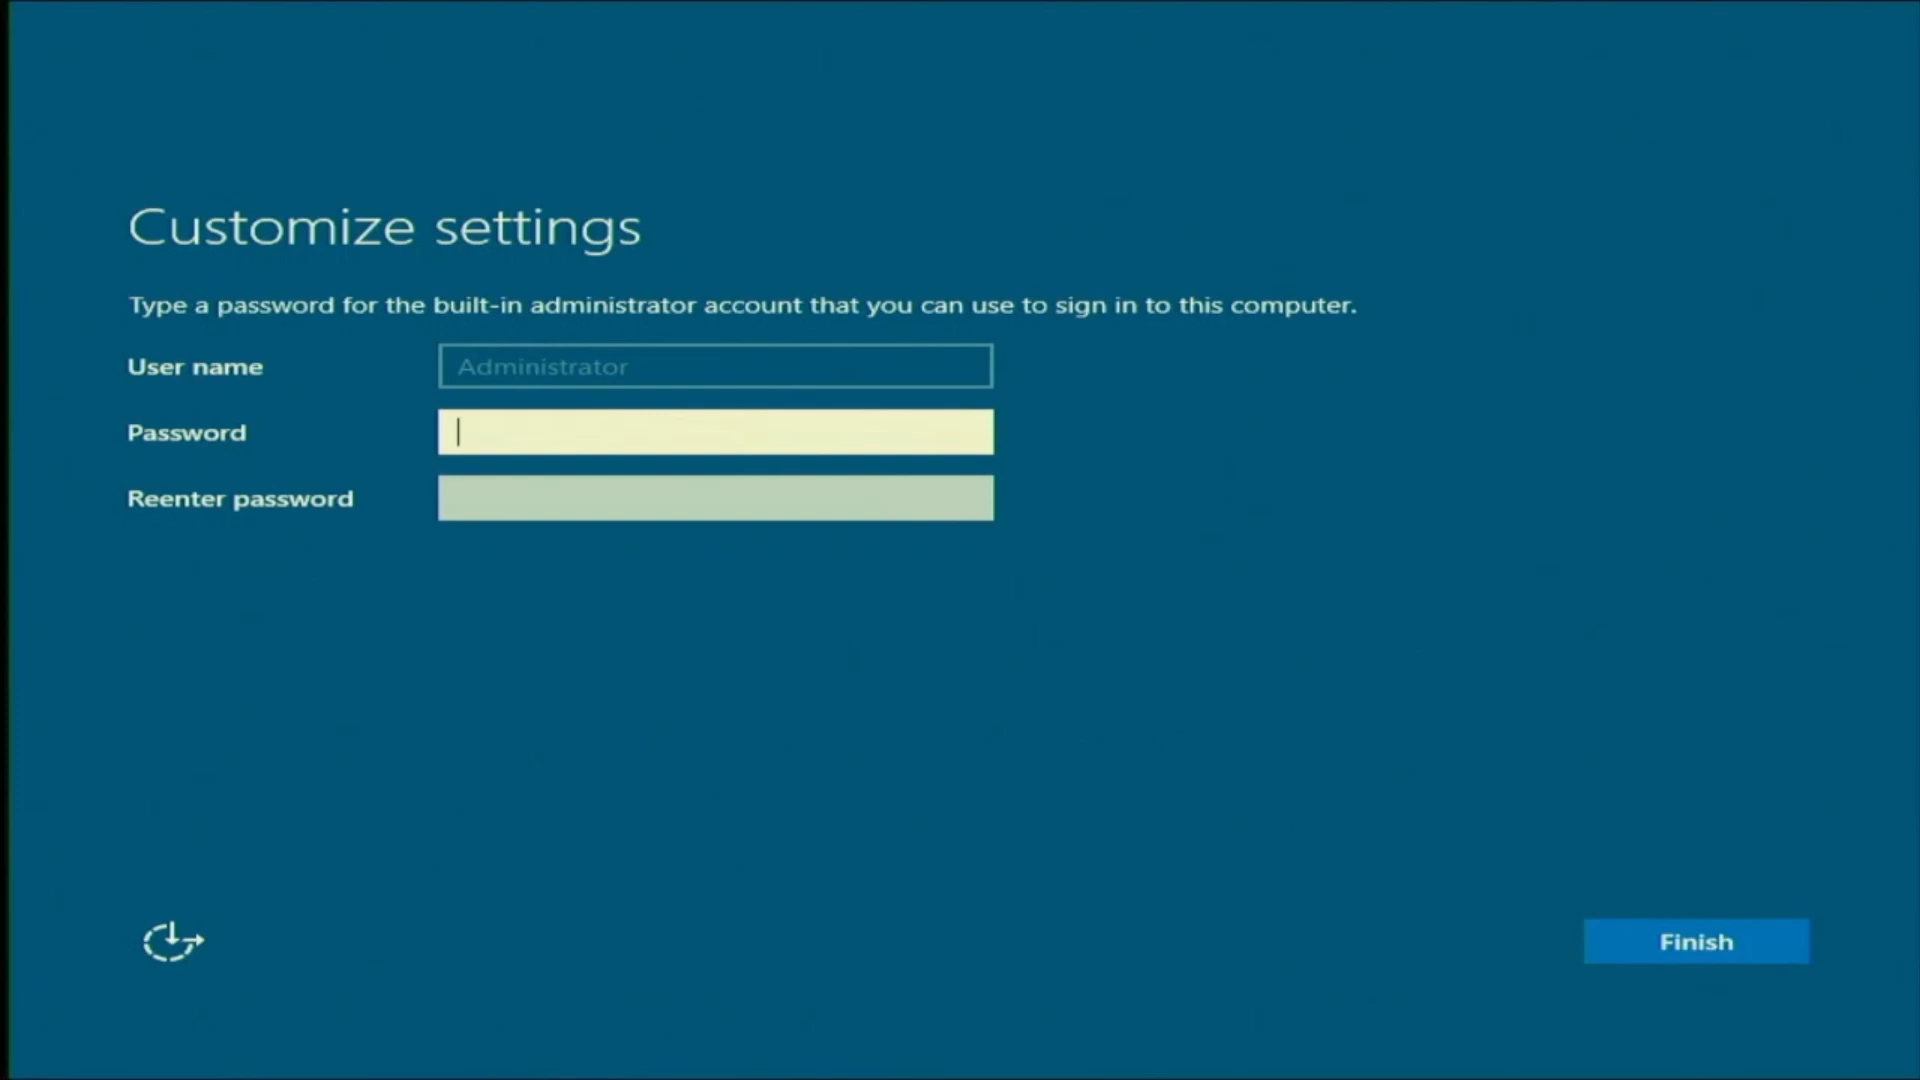 Customize settings
Type a password for the built-in administrator account that you can use to sign in to this computer.
User name
Administrator
Password
Reenter password
Finish